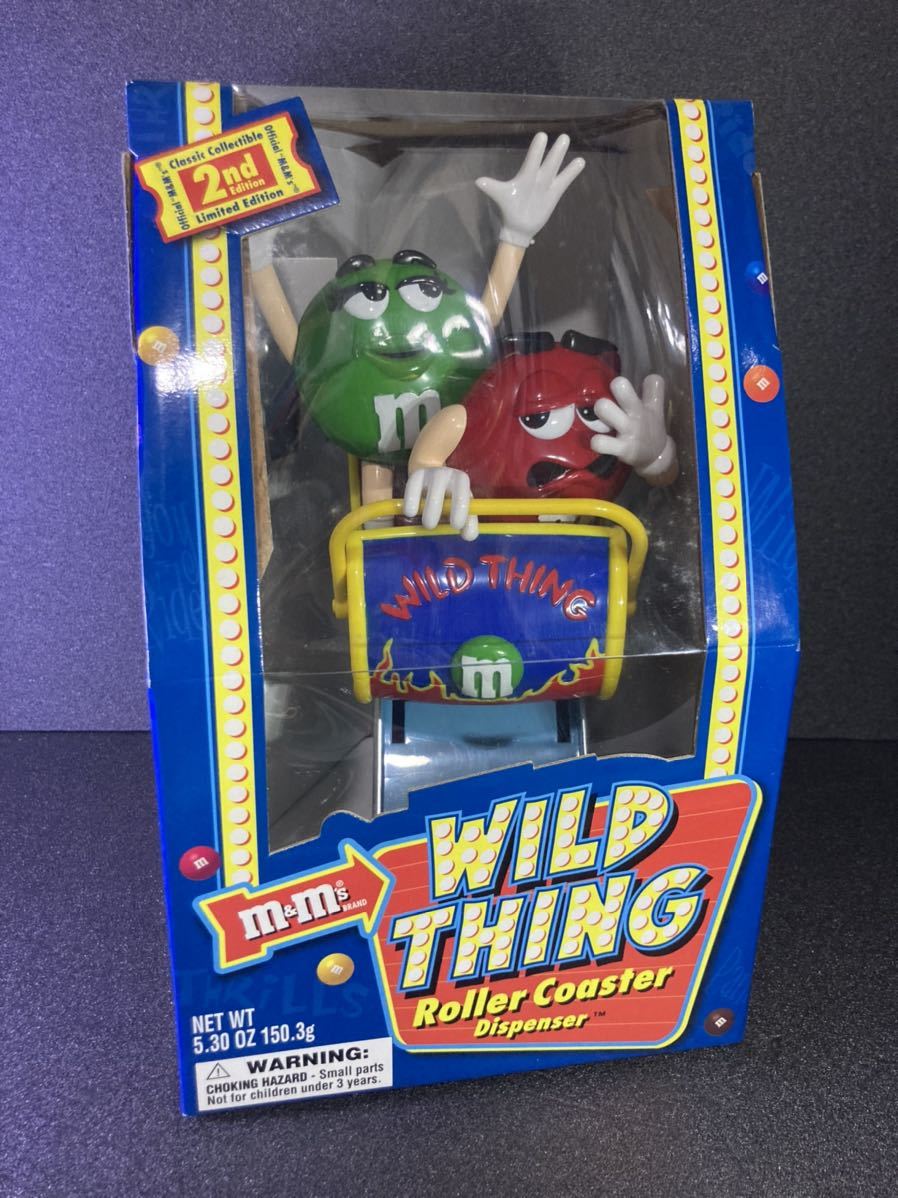 Classic Collectible
Official - M&M's
2nd
Edition
Official - M&M's
Limited Edition
m
WILD THING
m
m
m
m
m
m
m
m&m's®
BRAND
WILD
THING
Roller Coaster
Dispenser™
THRILLS
NET WT
5.30 OZ 150.3g
WARNING:
CHOKING HAZARD - Small parts
Not for children under 3 years.